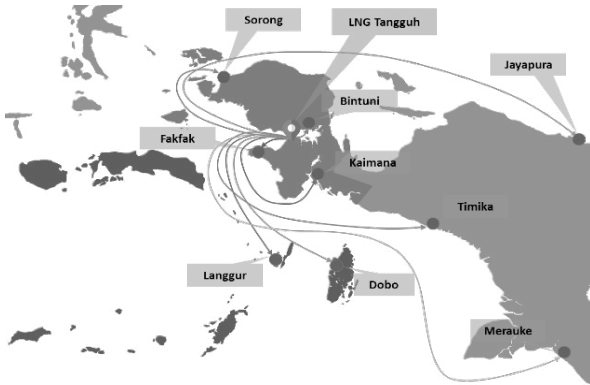 Sorong
LNG Tangguh
Jayapura
Bintuni
Fakfak
Kaimana
Timika
Langgur
Dobo
Merauke